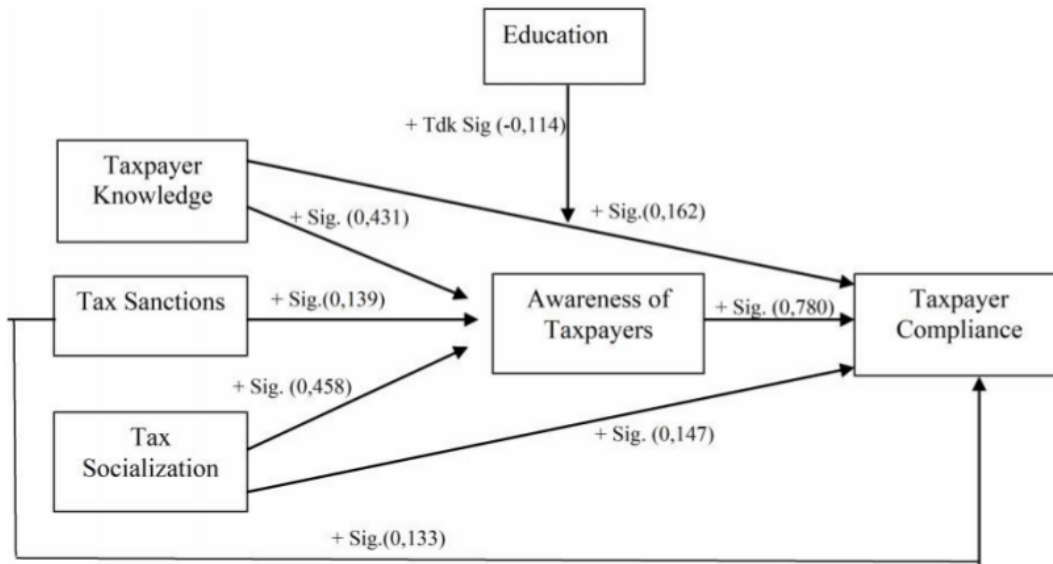 Education
+ Tdk Sig (-0,114)
Taxpayer
Knowledge
+ Sig.(0,162)
+ Sig. (0,431)
Tax Sanctions
+ Sig.(0,139)
Awareness of
Taxpayers
+ Sig. (0,780)
Taxpayer
Compliance
+ Sig. (0,458)
Tax
Socialization
+ Sig. (0,147)
+ Sig.(0,133)